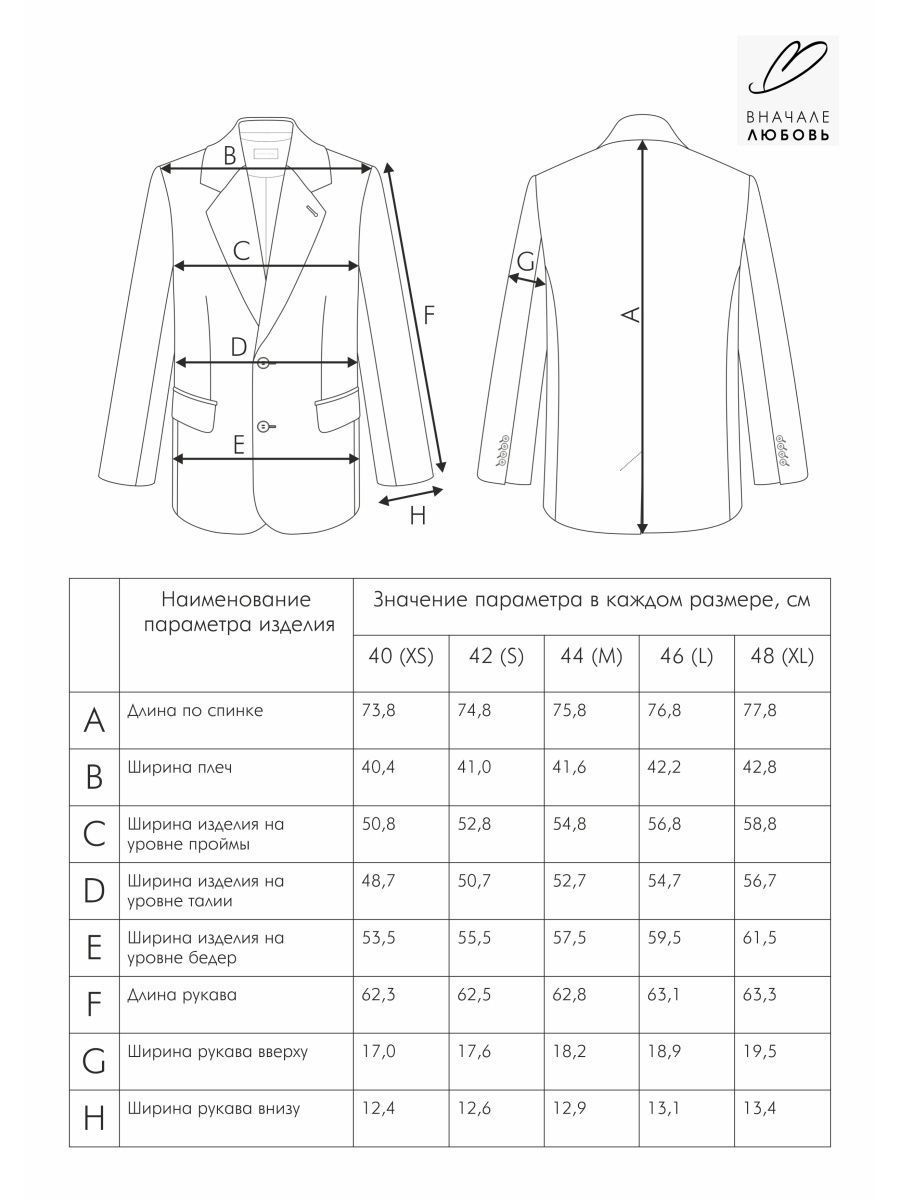 ВНАЧАЛЕ
ЛЮБОВЬ
B
C
G
F
A
D
E
H
Наименование
параметра изделия
Значение параметра в каждом размере, см
40 (XS) 42 (S) 44 (M) 46 (L) 48 (XL)
A Длина по спинке 73,8 74,8 75,8 76,8 77,8
B Ширина плеч 40,4 41,0 41,6 42,2 42,8
C Ширина изделия на 50,8 52,8 54,8 56,8 58,8
уровне проймы
D Ширина изделия на 48,7 50,7 52,7 54,7 56,7
уровне талии
E Ширина изделия на 53,5 55,5 57,5 59,5 61,5
уровне бедер
F Длина рукава 62,3 62,5 62,8 63,1 63,3
G Ширина рукава вверху 17,0 17,6 18,2 18,9 19,5
H Ширина рукава внизу 12,4 12,6 12,9 13,1 13,4